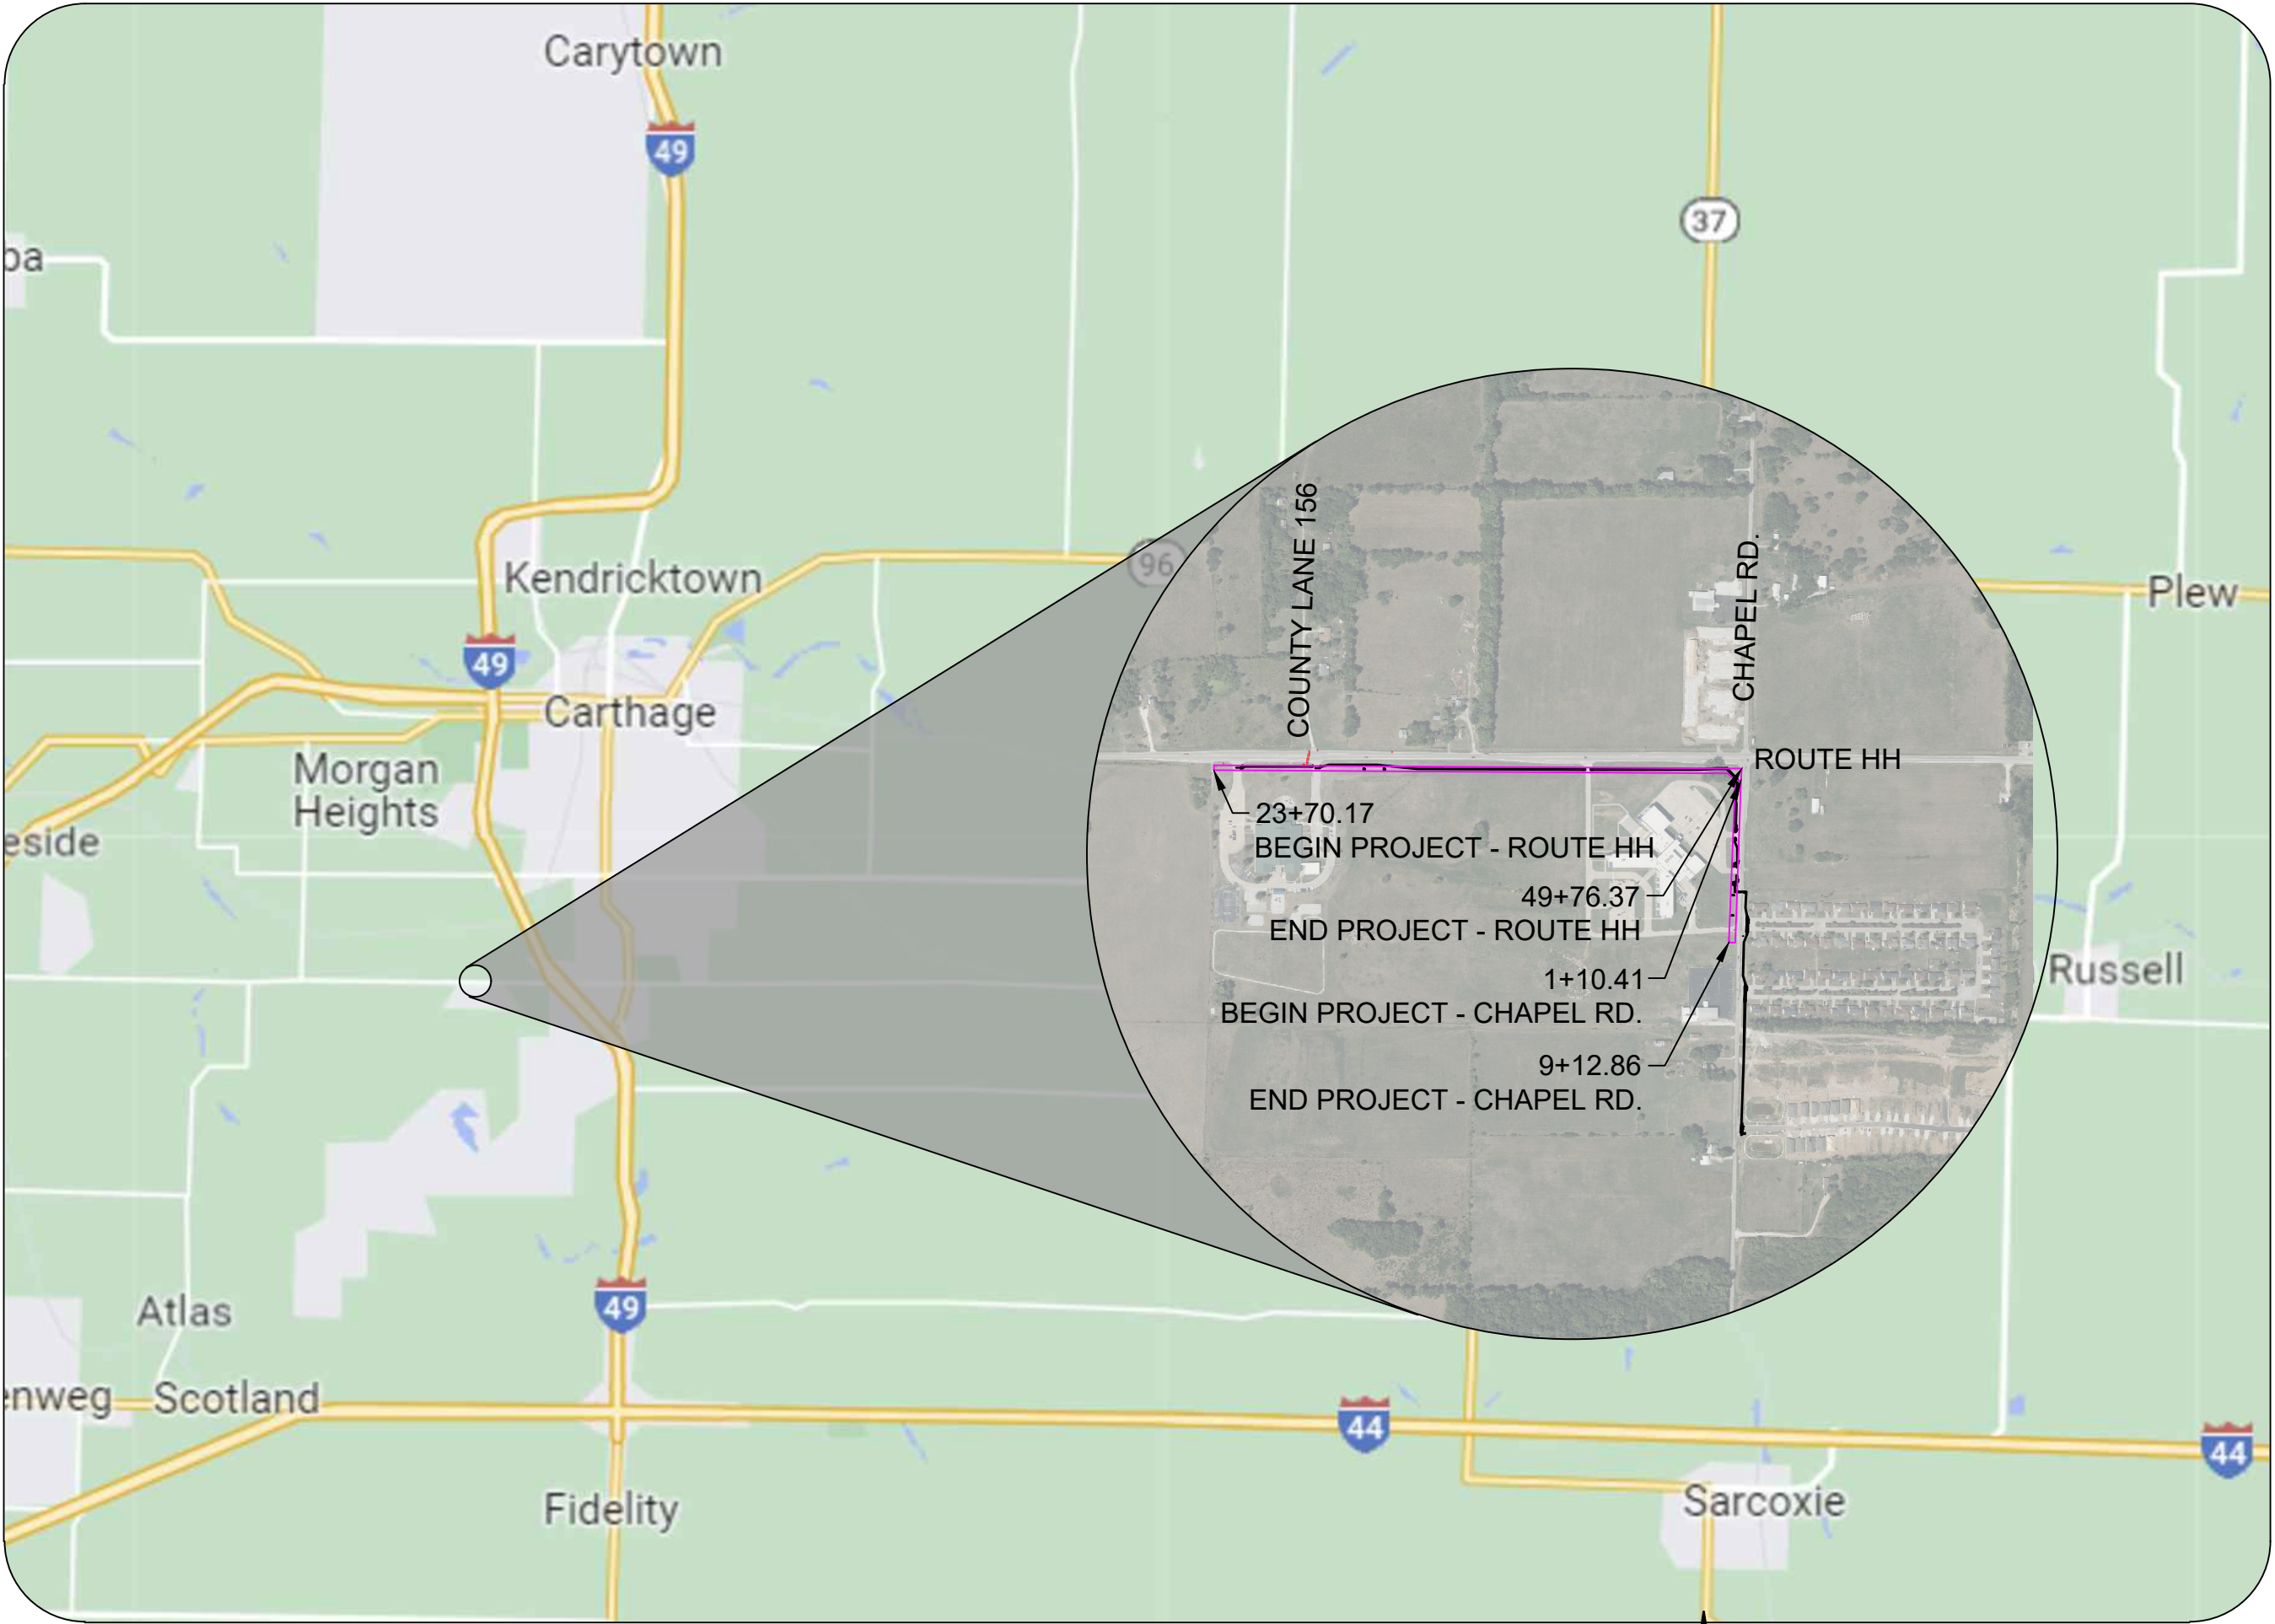 Carytown
49
37
ba
COUNTY LANE 156
CHAPEL RD.
96
Kendricktown
Plew
49
Carthage
ROUTE HH
Morgan
Heights
23+70.17
BEGIN PROJECT - ROUTE HH
eside
49+76.37
END PROJECT - ROUTE HH
1+10.41
BEGIN PROJECT - CHAPEL RD.
Russell
9+12.86
END PROJECT - CHAPEL RD.
Atlas
49
enweg
Scotland
44
44
Fidelity
Sarcoxie